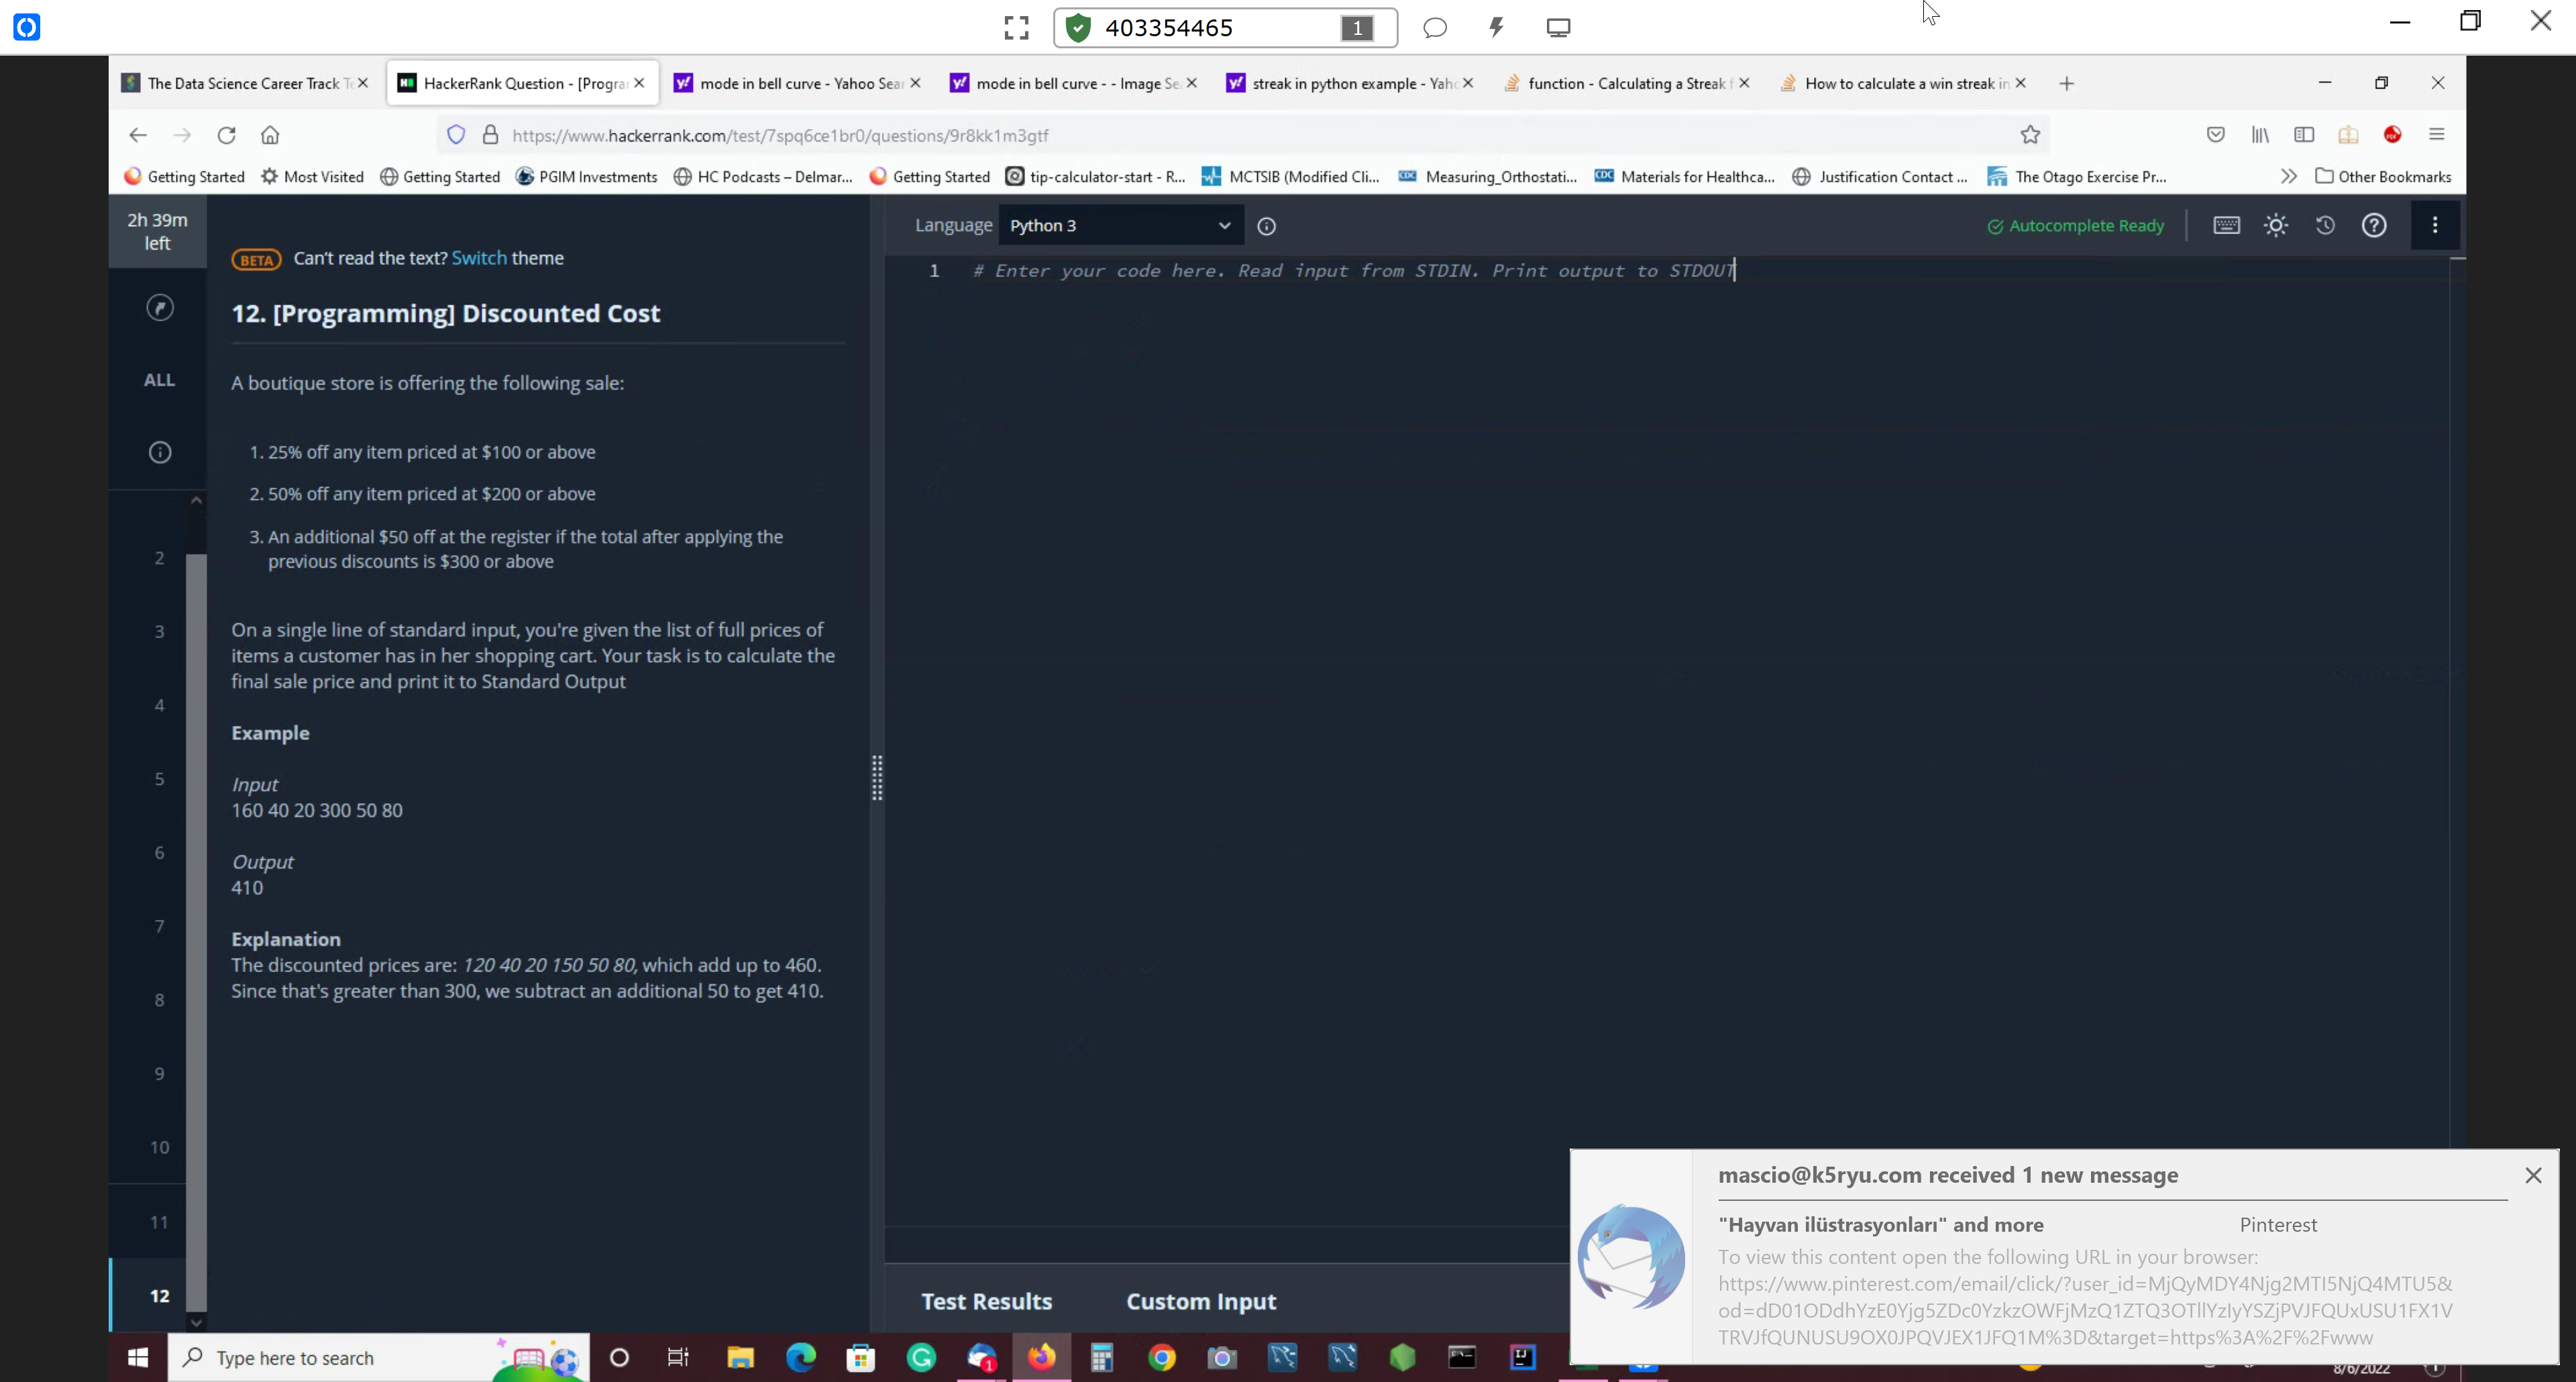 403354465
1
The Data Science Career Track Te
HackerRank Question - [Progra
mode in bell curve - Yahoo Sear
mode in bell curve - - Image Se
streak in python example - Yaho
function - Calculating a Streak f
How to calculate a win streak in
https://www.hackerrank.com/test/7spq6ce1br0/questions/9r8kk1m3gtf
Getting Started
Most Visited
Getting Started
PGIM Investments
HC Podcasts – Delmar...
Getting Started
tip-calculator-start - R...
MCTSIB (Modified Cli...
Measuring_Orthostati...
Materials for Healthca...
Justification Contact ...
The Otago Exercise Pr...
Other Bookmarks
2h 39m
left
ALL
2
3
4
5
6
7
8
9
10
11
12
BETA Can't read the text? Switch theme
12. [Programming] Discounted Cost
A boutique store is offering the following sale:
1. 25% off any item priced at $100 or above
2. 50% off any item priced at $200 or above
3. An additional $50 off at the register if the total after applying the
previous discounts is $300 or above
On a single line of standard input, you're given the list of full prices of
items a customer has in her shopping cart. Your task is to calculate the
final sale price and print it to Standard Output
Example
Input
160 40 20 300 50 80
Output
410
Explanation
The discounted prices are: 120 40 20 150 50 80, which add up to 460.
Since that's greater than 300, we subtract an additional 50 to get 410.
Language Python 3
Autocomplete Ready
1 # Enter your code here. Read input from STDIN. Print output to STDOUT
Test Results Custom Input
mascio@k5ryu.com received 1 new message
"Hayvan ilüstrasyonları" and more Pinterest
To view this content open the following URL in your browser:
https://www.pinterest.com/email/click/?user_id=MjQyMDY4Njg2MTI5NjQ4MTU5&
od=dD01ODdhYzE0Yjg5ZDc0YzkzOWFjMzQ1ZTQ3OTllYzIyYSZjPVJFQUxUSU1FX1V
TRVJfQUNUSU9OX0JPQVJEX1JFQ1M%3D&target=https%3A%2F%2Fwww
Type here to search
8/6/2022